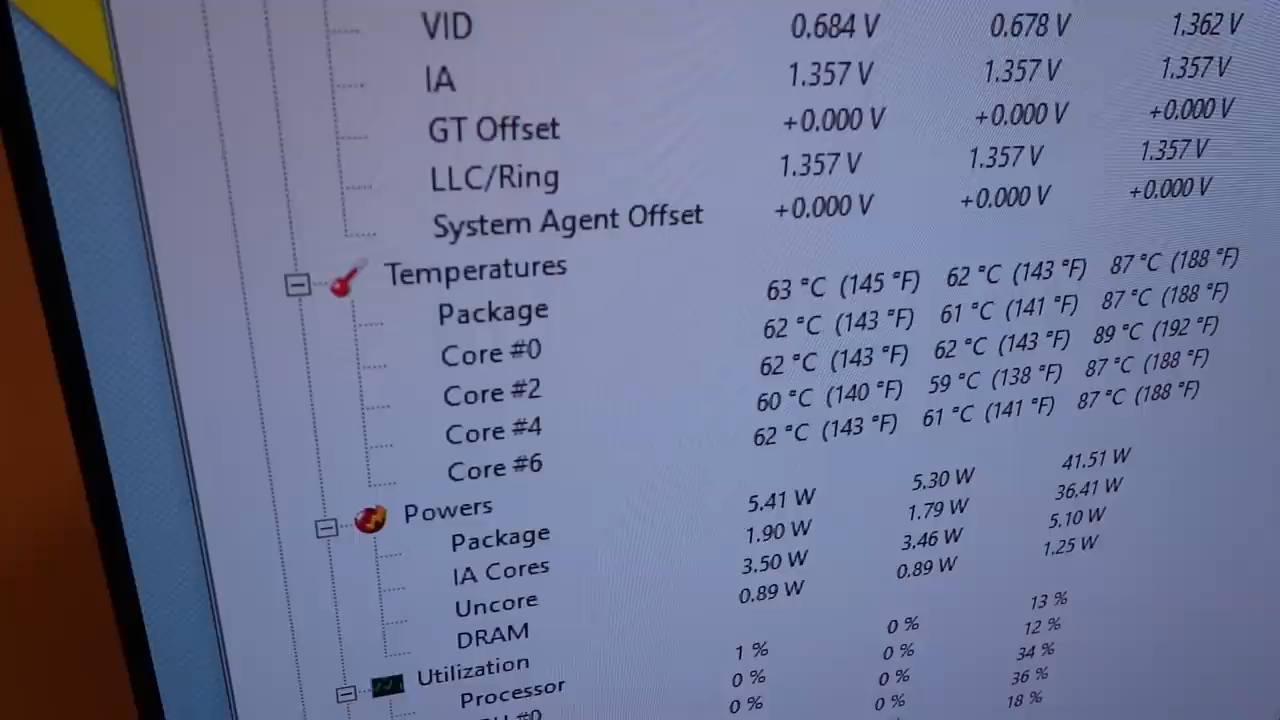 VID 0.684 V 0.678 V 1.362 V
IA 1.357 V 1.357 V 1.357 V
GT Offset +0.000 V +0.000 V +0.000 V
LLC/Ring 1.357 V 1.357 V 1.357 V
System Agent Offset +0.000 V +0.000 V +0.000 V
Temperatures
Package 63 °C (145 °F) 62 °C (143 °F) 87 °C (188 °F)
Core #0 62 °C (143 °F) 61 °C (141 °F) 87 °C (188 °F)
Core #2 62 °C (143 °F) 62 °C (143 °F) 89 °C (192 °F)
Core #4 60 °C (140 °F) 59 °C (138 °F) 87 °C (188 °F)
Core #6 62 °C (143 °F) 61 °C (141 °F) 87 °C (188 °F)
Powers
Package 5.41 W 5.30 W 41.51 W
IA Cores 1.90 W 1.79 W 36.41 W
Uncore 3.50 W 3.46 W 5.10 W
DRAM 0.89 W 0.89 W 1.25 W
Utilization
Processor 1 % 0 % 13 %
#0 0 % 0 % 12 %
0 % 0 % 34 %
36 %
0 % 18 %